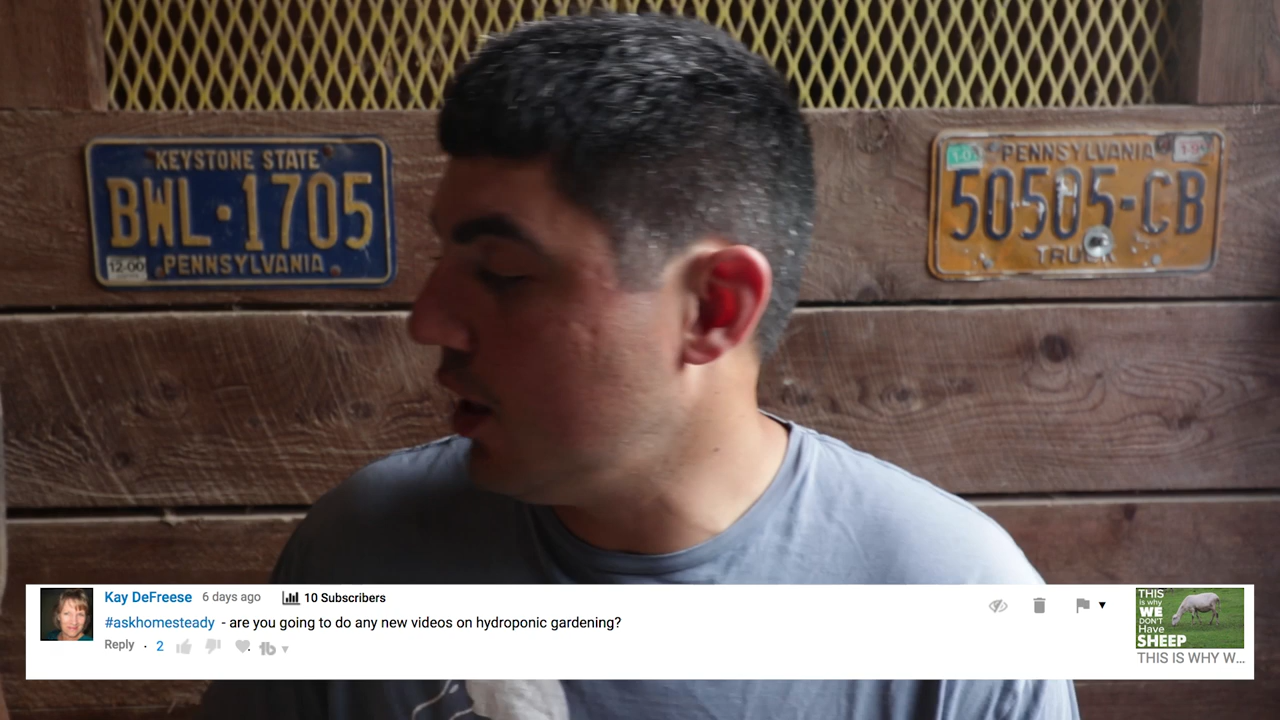 KEYSTONE STATE
BWL·1705
12-00
PENNSYLVANIA
PENNSYLVANIA
50505-CB
TRUCK
Kay DeFreese 6 days ago 10 Subscribers
#askhomesteady - are you going to do any new videos on hydroponic gardening?
Reply · 2
THIS
is why
WE
DON'T
Have
SHEEP
THIS IS WHY W...